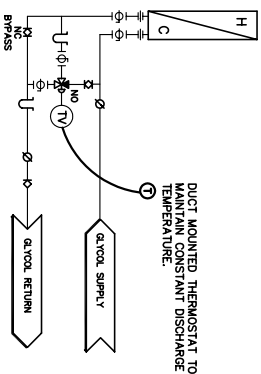 H
C
NC
BYPASS
NO
TV
T
DUCT MOUNTED THERMOSTAT TO
MAINTAIN CONSTANT DISCHARGE
TEMPERATURE.
GLYCOL SUPPLY
GLYCOL RETURN